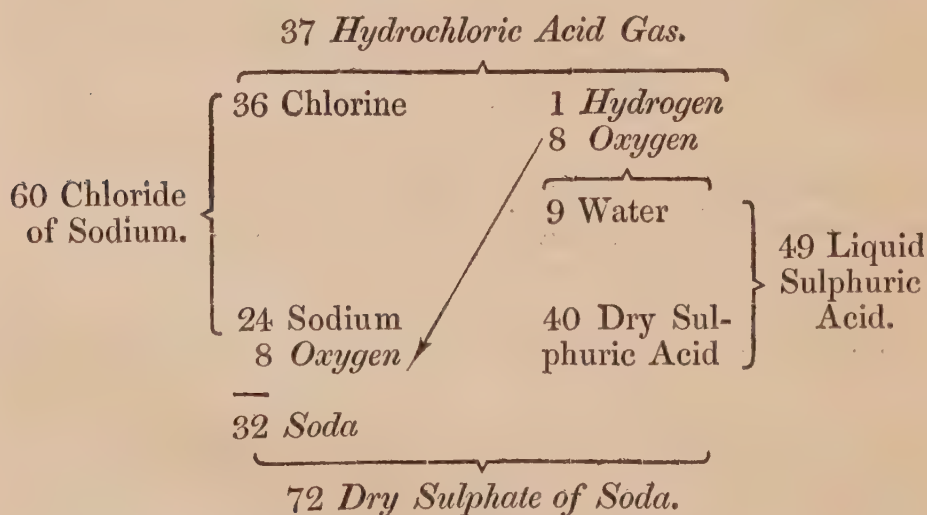 37 Hydrochloric Acid Gas.
36 Chlorine
1 Hydrogen
8 Oxygen
60 Chloride
of Sodium.
9 Water
49 Liquid
Sulphuric
Acid.
24 Sodium
8 Oxygen
40 Dry Sul-
phuric Acid
32 Soda
72 Dry Sulphate of Soda.